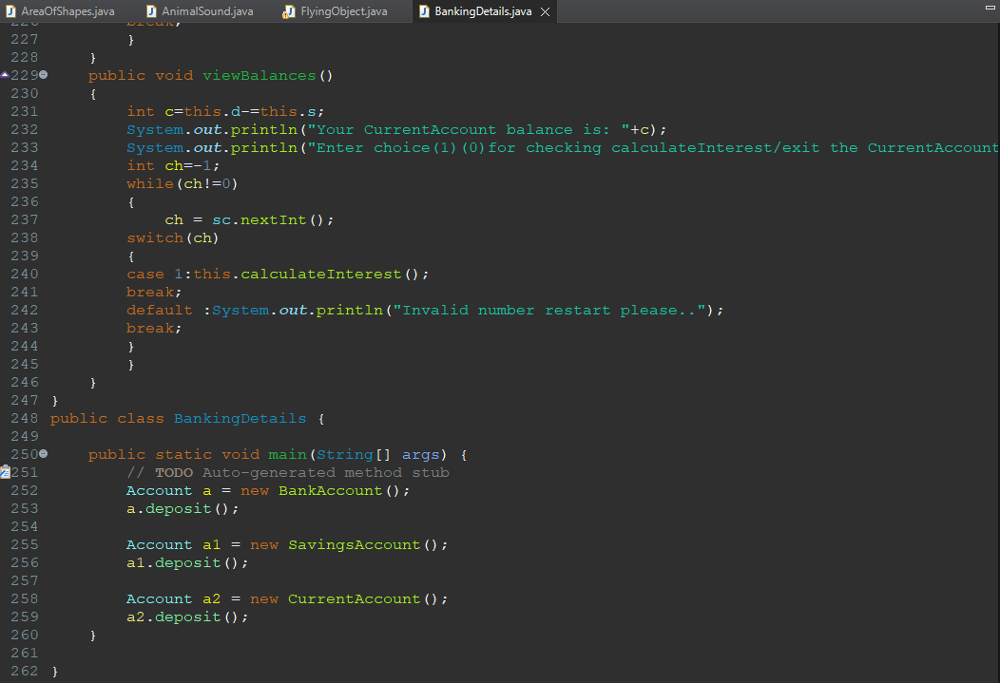 AreaOfShapes.java AnimalSound.java FlyingObject.java BankingDetails.java
226 break;
227 }
228 }
229 public void viewBalances()
230 {
231 int c=this.d-=this.s;
232 System.out.println("Your CurrentAccount balance is: "+c);
233 System.out.println("Enter choice(1)(0)for checking calculateInterest/exit the CurrentAccount
234 int ch=-1;
235 while(ch!=0)
236 {
237 ch = sc.nextInt();
238 switch(ch)
239 {
240 case 1:this.calculateInterest();
241 break;
242 default :System.out.println("Invalid number restart please..");
243 break;
244 }
245 }
246 }
247 }
248 public class BankingDetails {
249
250 public static void main(String[] args) {
251 // TODO Auto-generated method stub
252 Account a = new BankAccount();
253 a.deposit();
254
255 Account a1 = new SavingsAccount();
256 a1.deposit();
257
258 Account a2 = new CurrentAccount();
259 a2.deposit();
260 }
261
262 }